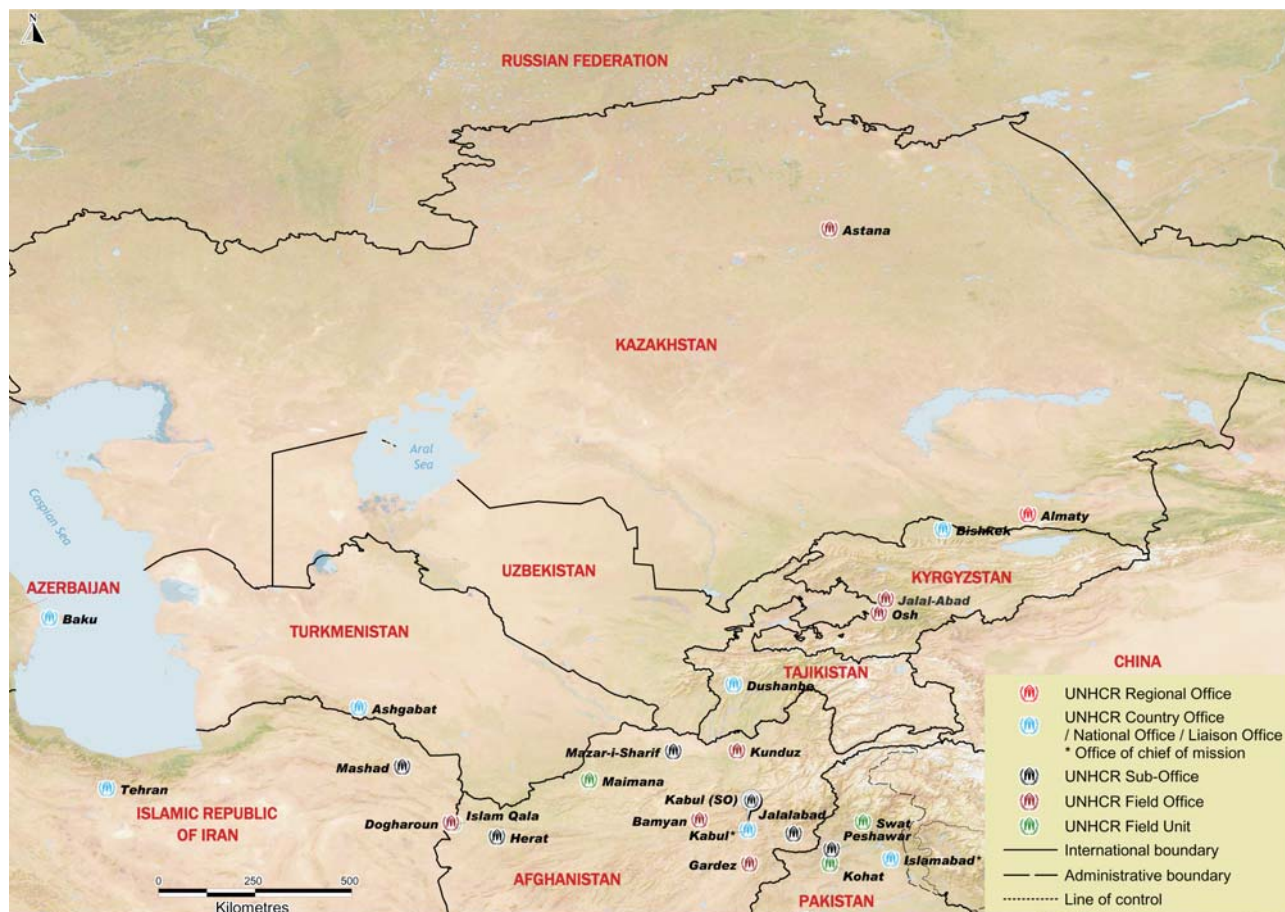 N
RUSSIAN FEDERATION
Astana
KAZAKHSTAN
Aral
Sea
Caspian Sea
Almaty
Bishkek
AZERBAIJAN
UZBEKISTAN
KYRGYZSTAN
Jalal-Abad
Baku
Osh
TURKMENISTAN
TAJIKISTAN
CHINA
Dushanbe
Ashgabat
Mazar-i-Sharif
Kunduz
Mashad
Maimana
Tehran
Kabul (SO)
ISLAMIC REPUBLIC
OF IRAN
Islam Qala
Dogharoun
Bamyan
Jalalabad
Swat
Herat
Kabul*
Peshawar
Gardez
Islamabad*
Kohat
AFGHANISTAN
PAKISTAN
0 250 500
Kilometres
UNHCR Regional Office
UNHCR Country Office
/ National Office / Liaison Office
* Office of chief of mission
UNHCR Sub-Office
UNHCR Field Office
UNHCR Field Unit
International boundary
Administrative boundary
Line of control